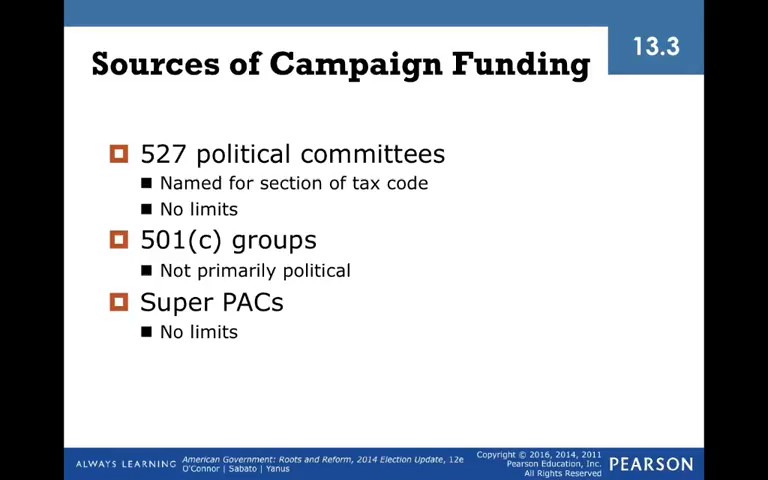 13.3
Sources of Campaign Funding
527 political committees
Named for section of tax code
No limits
501(c) groups
Not primarily political
Super PACs
No limits
ALWAYS LEARNING
American Government: Roots and Reform, 2014 Election Update, 12e
O'Connor | Sabato | Yanus
Copyright © 2016, 2014, 2011
Pearson Education, Inc.
All Rights Reserved
PEARSON